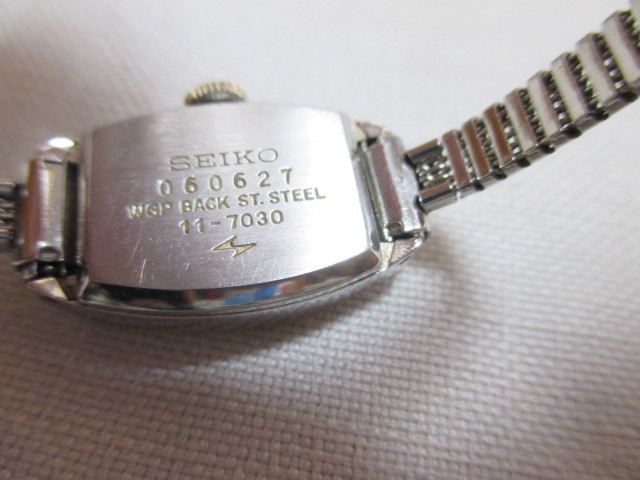 SEIKO
060627
WGP BACK ST. STEEL
11-7030